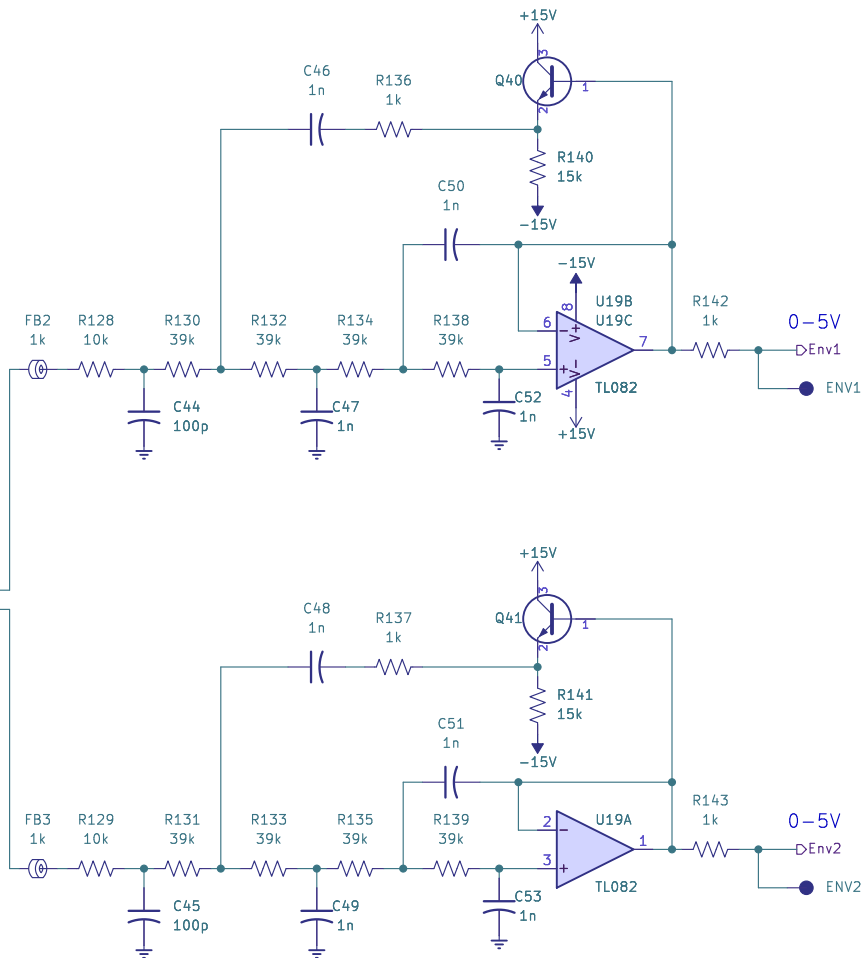 +15V
3
Q40
1
2
C46
1n
R136
1k
R140
15k
-15V
C50
1n
-15V
8
U19B
U19C
6
5
7
V+
V-
4
TL082
+15V
FB2
1k
R128
10k
R130
39k
R132
39k
R134
39k
R138
39k
C44
100p
C47
1n
C52
1n
R142
1k
0-5V
Env1
ENV1
+15V
3
Q41
1
2
C48
1n
R137
1k
R141
15k
-15V
C51
1n
FB3
1k
R129
10k
R131
39k
R133
39k
R135
39k
R139
39k
2
3
1
U19A
TL082
C45
100p
C49
1n
C53
1n
R143
1k
0-5V
Env2
ENV2